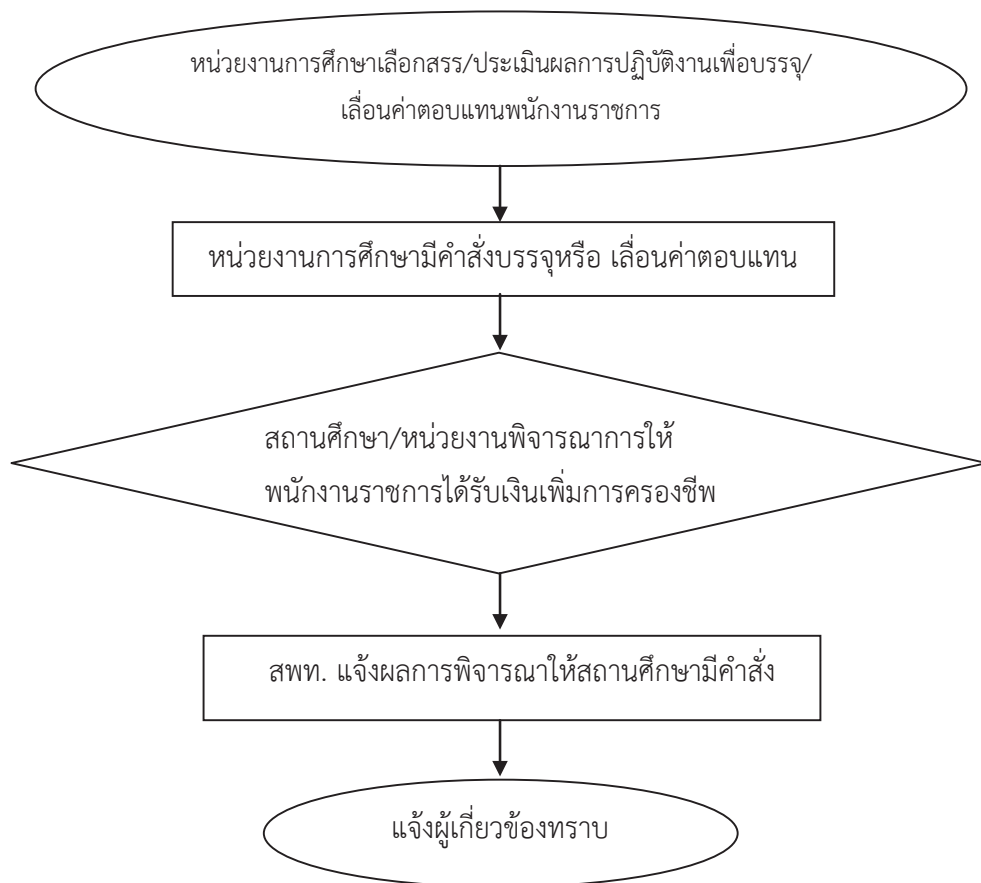 หน่วยงานการศึกษาเลือกสรร/ประเมินผลการปฏิบัติงานเพื่อบรรจุ/
เลื่อนค่าตอบแทนพนักงานราชการ
หน่วยงานการศึกษามีคำสั่งบรรจุหรือ เลื่อนค่าตอบแทน
สถานศึกษา/หน่วยงานพิจารณาการให้
พนักงานราชการได้รับเงินเพิ่มการครองชีพ
สพท. แจ้งผลการพิจารณาให้สถานศึกษามีคำสั่ง
แจ้งผู้เกี่ยวข้องทราบ